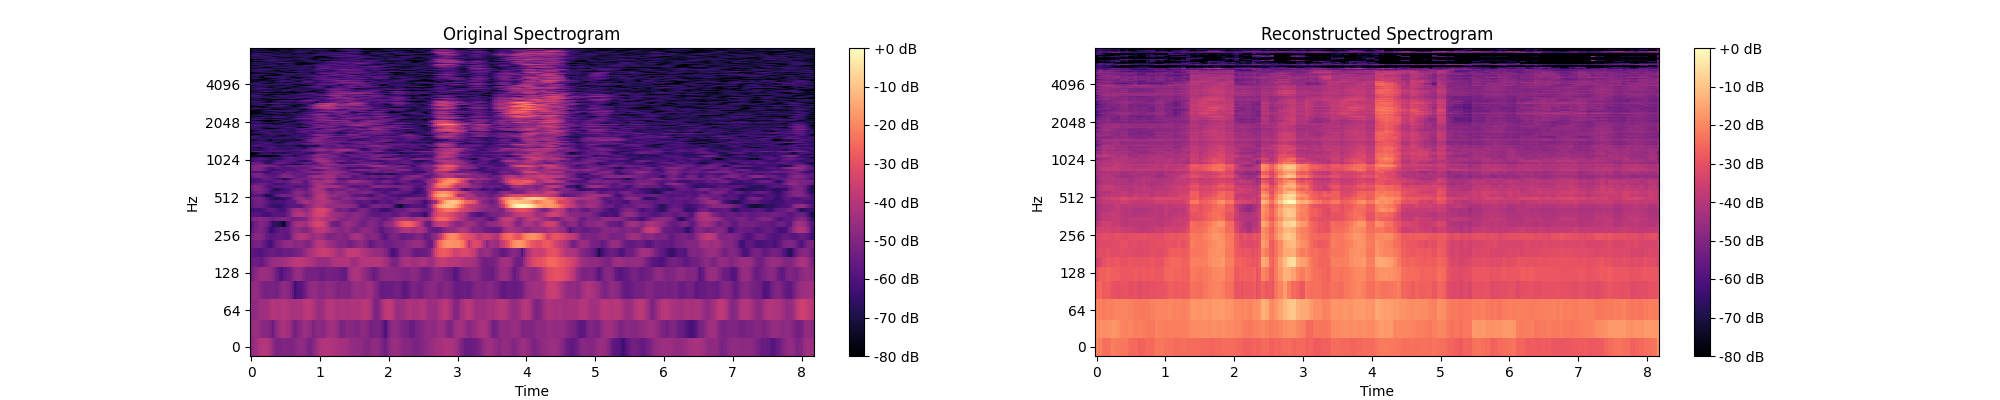 Original Spectrogram
Hz
4096
2048
1024
512
256
128
64
0
0 1 2 3 4 5 6 7 8
Time
+0 dB
-10 dB
-20 dB
-30 dB
-40 dB
-50 dB
-60 dB
-70 dB
-80 dB
Reconstructed Spectrogram
Hz
4096
2048
1024
512
256
128
64
0
0 1 2 3 4 5 6 7 8
Time
+0 dB
-10 dB
-20 dB
-30 dB
-40 dB
-50 dB
-60 dB
-70 dB
-80 dB